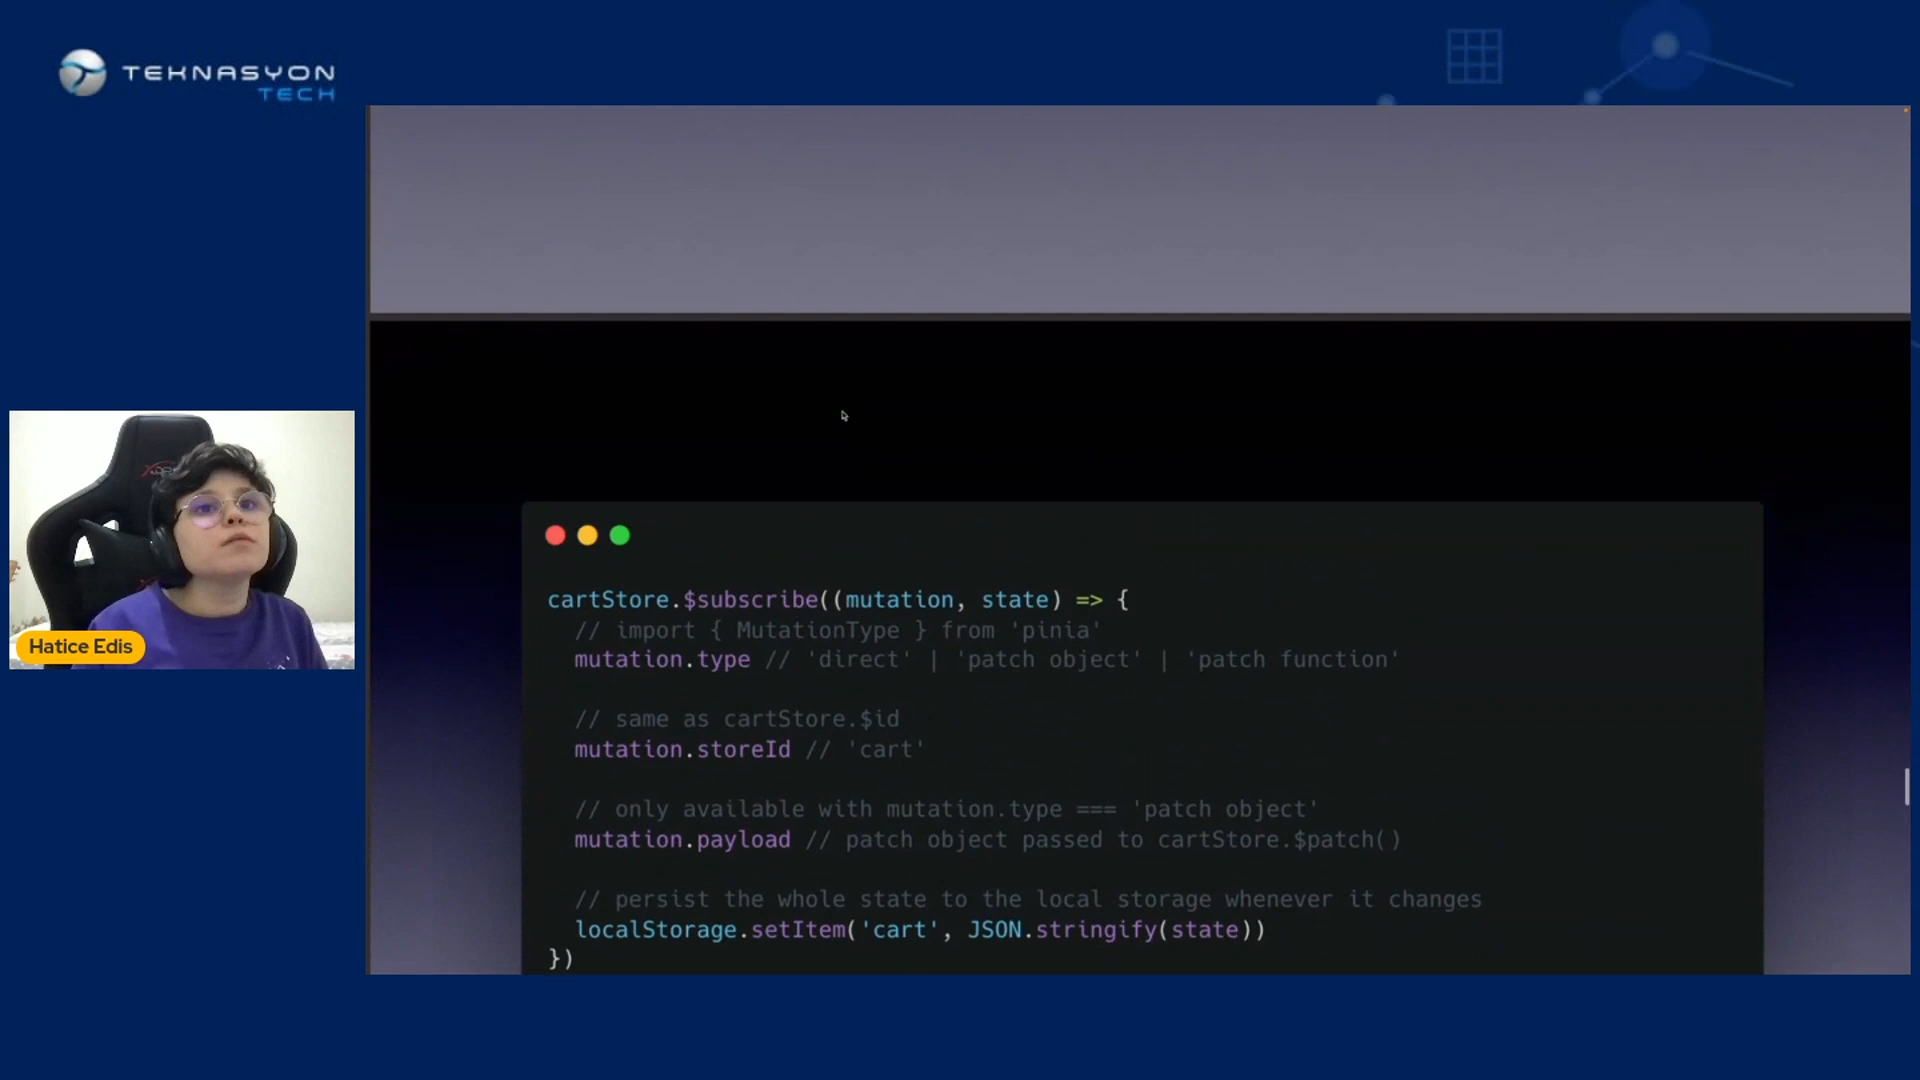 TEKNASYON
TECH
Hatice Edis
cartStore.$subscribe((mutation, state) => {
// import { MutationType } from 'pinia'
mutation.type // 'direct' | 'patch object' | 'patch function'
// same as cartStore.$id
mutation.storeId // 'cart'
// only available with mutation.type === 'patch object'
mutation.payload // patch object passed to cartStore.$patch()
// persist the whole state to the local storage whenever it changes
localStorage.setItem('cart', JSON.stringify(state))
})